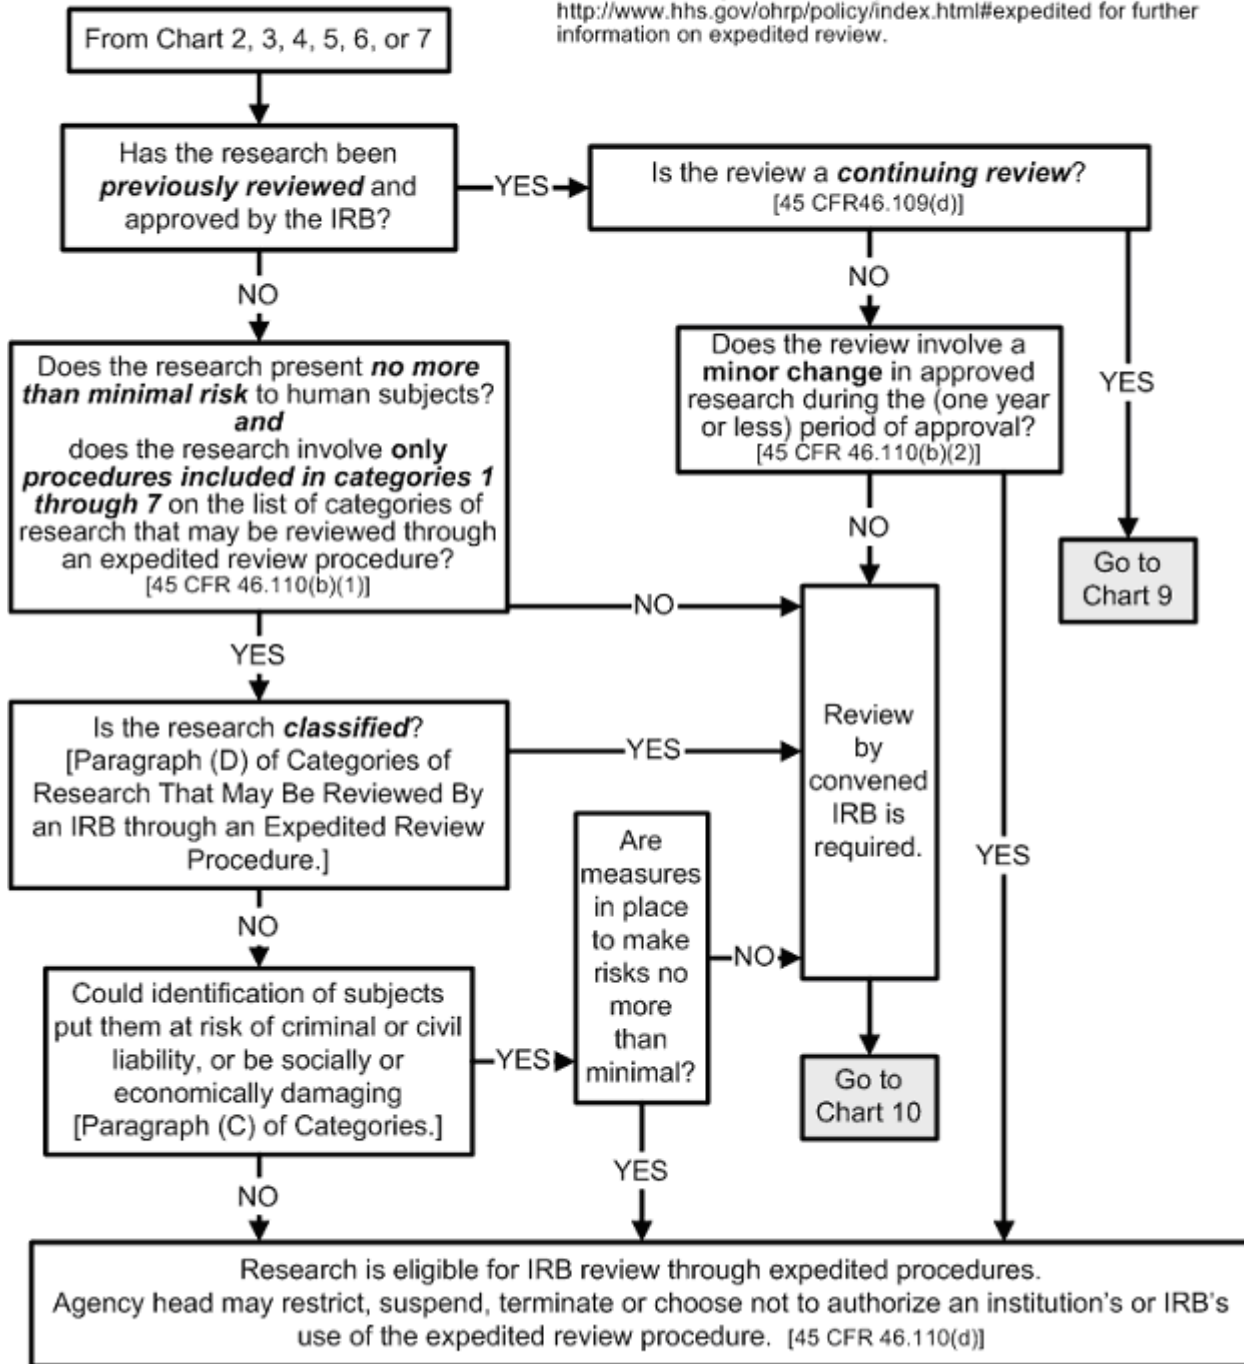 http://www.hhs.gov/ohrp/policy/index.html#expedited for further
information on expedited review.
From Chart 2, 3, 4, 5, 6, or 7
Has the research been
previously reviewed and
approved by the IRB?
YES
Is the review a continuing review?
[45 CFR46.109(d)]
NO
NO
YES
Does the research present no more
than minimal risk to human subjects?
and
does the research involve only
procedures included in categories 1
through 7 on the list of categories of
research that may be reviewed through
an expedited review procedure?
[45 CFR 46.110(b)(1)]
Does the review involve a
minor change in approved
research during the (one year
or less) period of approval?
[45 CFR 46.110(b)(2)]
NO
Go to
Chart 9
NO
YES
Is the research classified?
[Paragraph (D) of Categories of
Research That May Be Reviewed By
an IRB through an Expedited Review
Procedure.]
YES
Review
by
convened
IRB is
required.
YES
NO
Are
measures
in place
to make
risks no
more
than
minimal?
NO
Could identification of subjects
put them at risk of criminal or civil
liability, or be socially or
economically damaging
[Paragraph (C) of Categories.]
YES
Go to
Chart 10
NO
YES
Research is eligible for IRB review through expedited procedures.
Agency head may restrict, suspend, terminate or choose not to authorize an institution's or IRB's
use of the expedited review procedure. [45 CFR 46.110(d)]